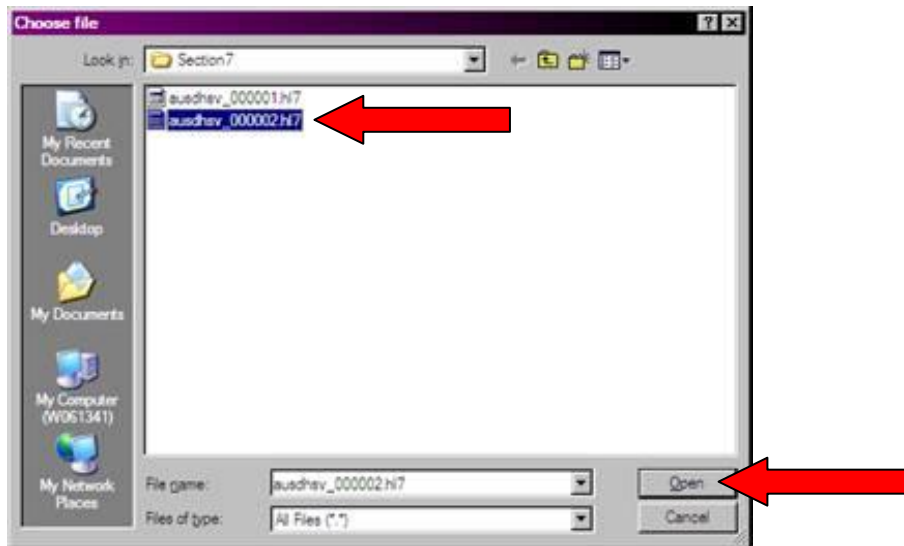 Choose file
Look in:
Section7
ausdhsv_000001.hl7
ausdhsv_000002.hl7
My Recent
Documents
Desktop
My Documents
My Computer
(W061341)
My Network
Places
File name:
ausdhsv_000002.hl7
Open
Files of type:
All Files (*.*)
Cancel